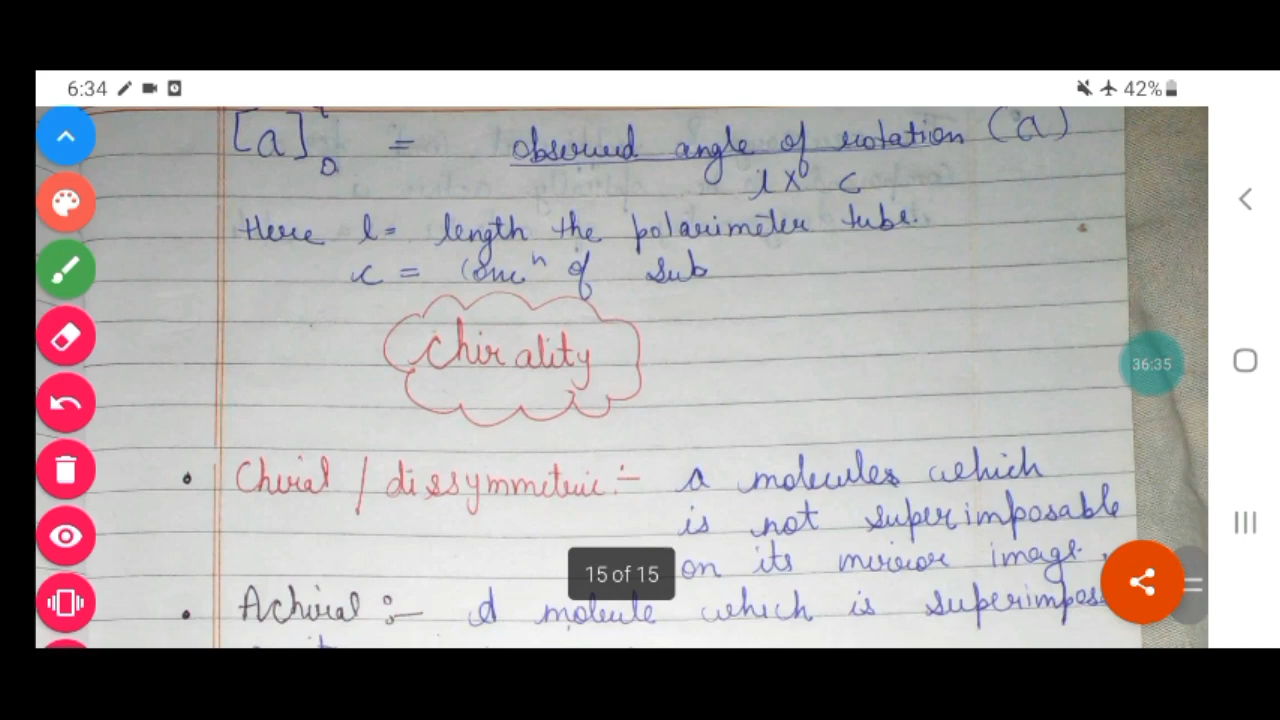 6:34
42%
[a]D = observed angle of rotation (a)
l × c
Here l = length the polarimeter tube.
c = Concn of sub
36:35
Chirality
• Chiral / dissymmetric :- a molecules which
is not superimposable
on its mirror image.
15 of 15
• Achiral :- A molecule which is superimpos